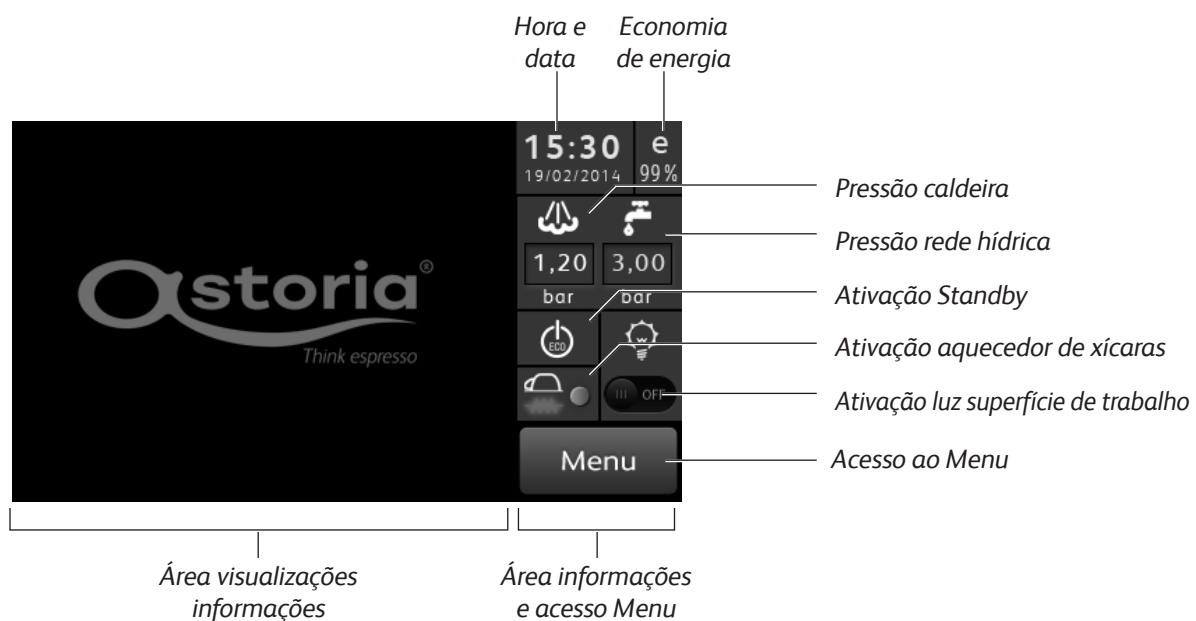 Hora e
data
Economia
de energia
15:30
19/02/2014
e
99%
Pressão caldeira
Pressão rede hídrica
1,20
3,00
bar
bar
Ativação Standby
ECO
astoria®
Think espresso
Ativação aquecedor de xícaras
OFF
Ativação luz superfície de trabalho
Menu
Acesso ao Menu
Área visualizações
informações
Área informações
e acesso Menu